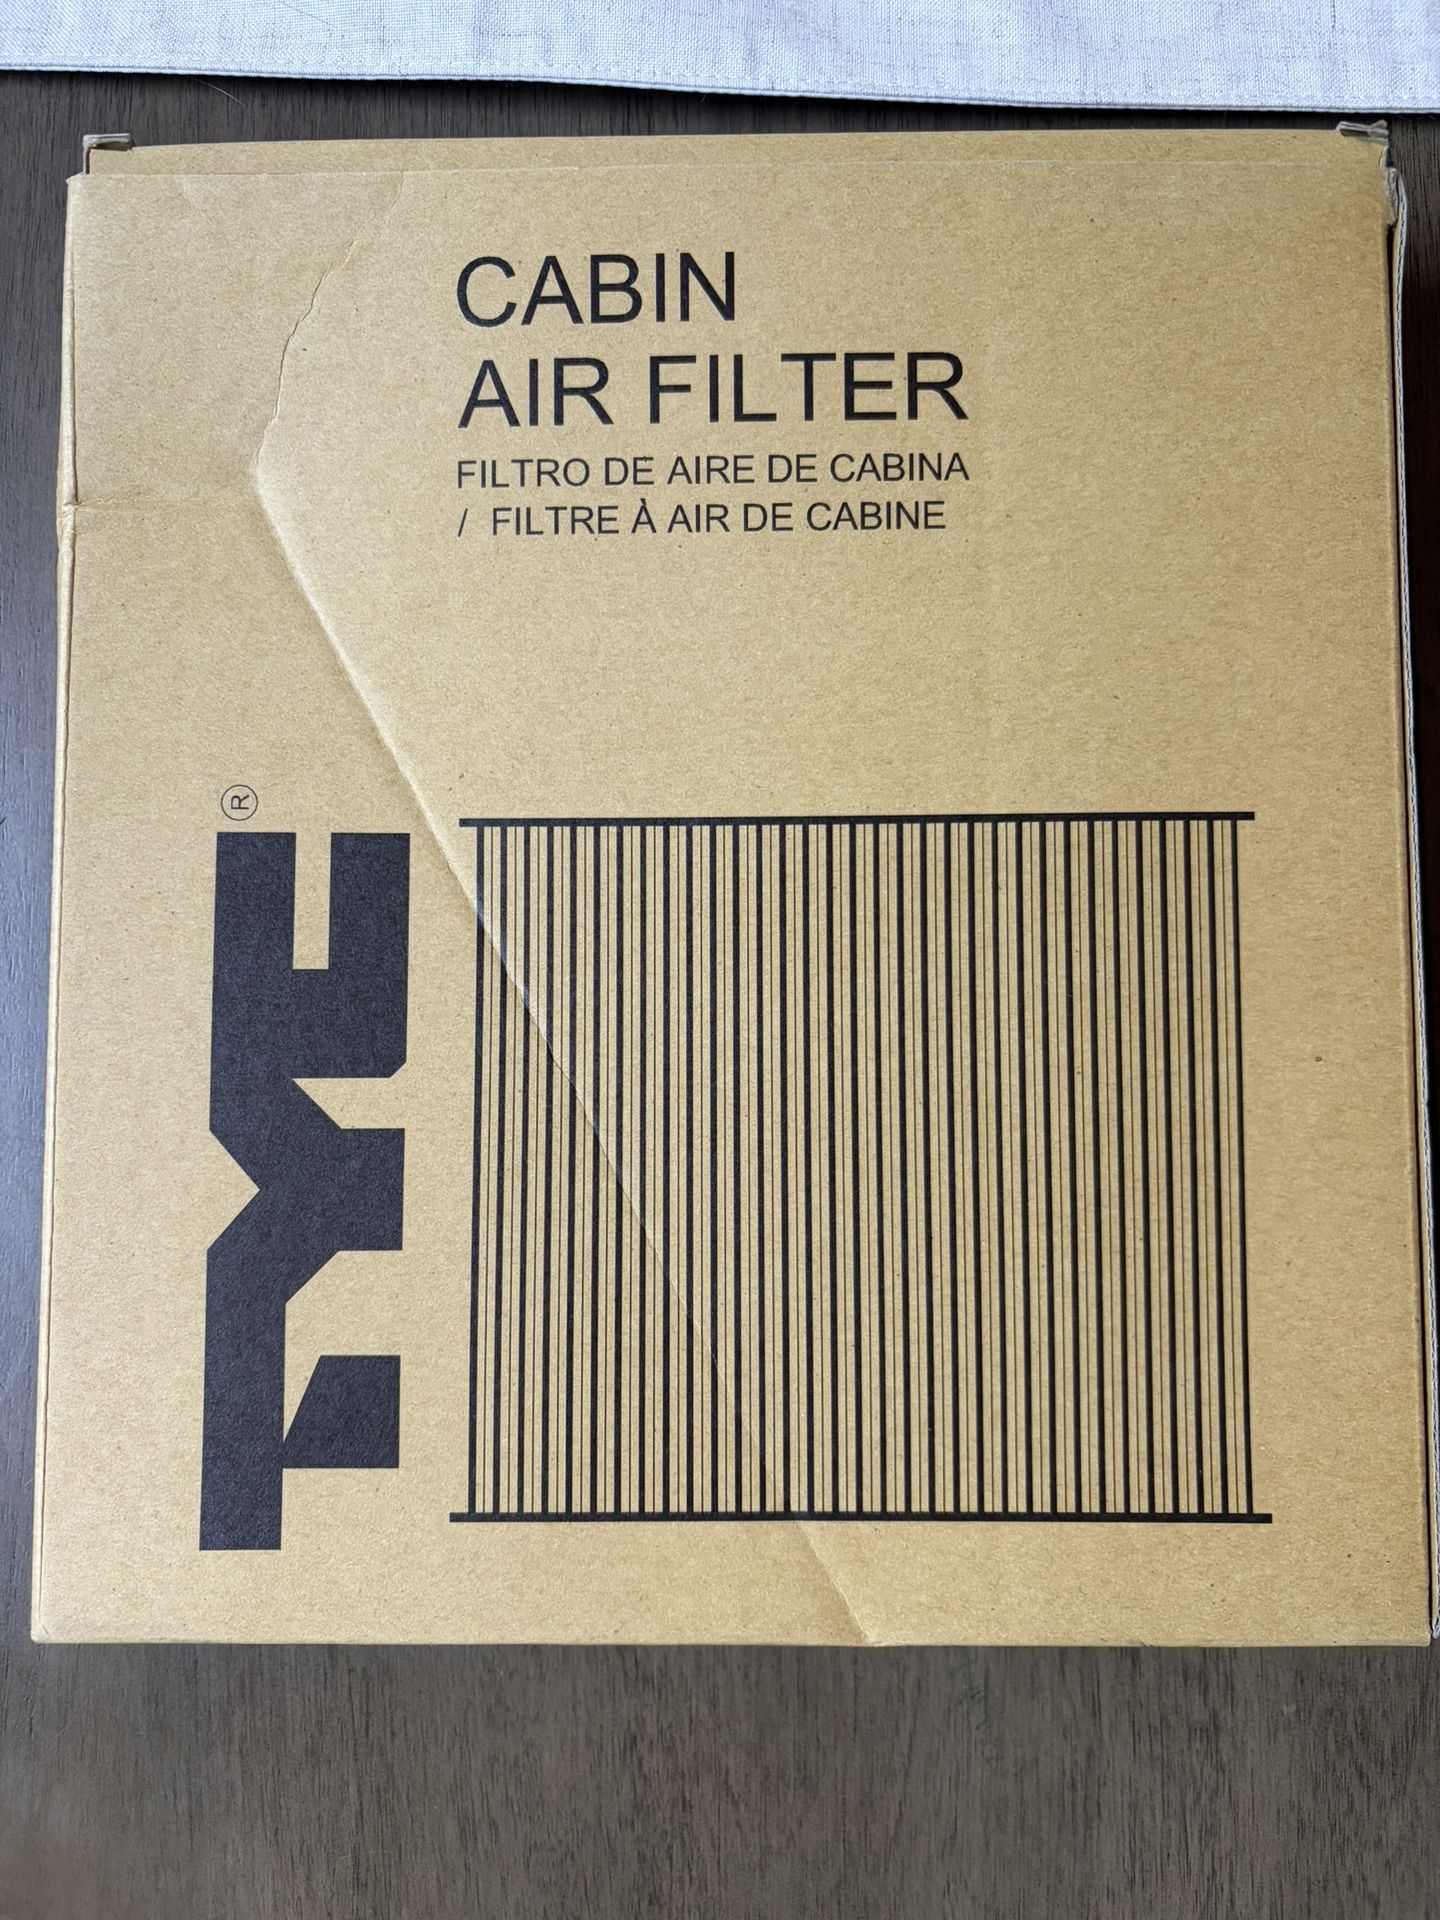 CABIN
AIR FILTER
FILTRO DE AIRE DE CABINA
/ FILTRE À AIR DE CABINE
TYC®